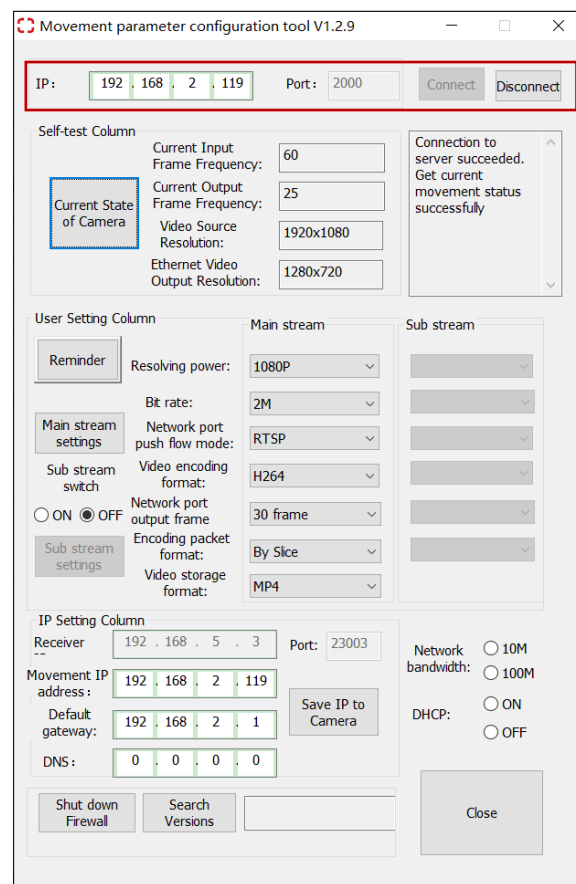 Movement parameter configuration tool V1.2.9
IP: 192 . 168 . 2 . 119 Port: 2000 Connect Disconnect
Self-test Column
Current State of Camera
Current Input Frame Frequency: 60
Current Output Frame Frequency: 25
Video Source Resolution: 1920x1080
Ethernet Video Output Resolution: 1280x720
Connection to
server succeeded.
Get current
movement status
successfully
User Setting Column
Main stream
Sub stream
Reminder
Resolving power: 1080P
Bit rate: 2M
Main stream settings
Network port push flow mode: RTSP
Sub stream switch
Video encoding format: H264
ON OFF
Network port output frame 30 frame
Sub stream settings
Encoding packet format: By Slice
Video storage format: MP4
IP Setting Column
Receiver -- 192 . 168 . 5 . 3 Port: 23003
Movement IP address: 192 . 168 . 2 . 119
Default gateway: 192 . 168 . 2 . 1
DNS: 0 . 0 . 0 . 0
Save IP to Camera
Network bandwidth: 10M 100M
DHCP: ON OFF
Shut down Firewall
Search Versions
Close